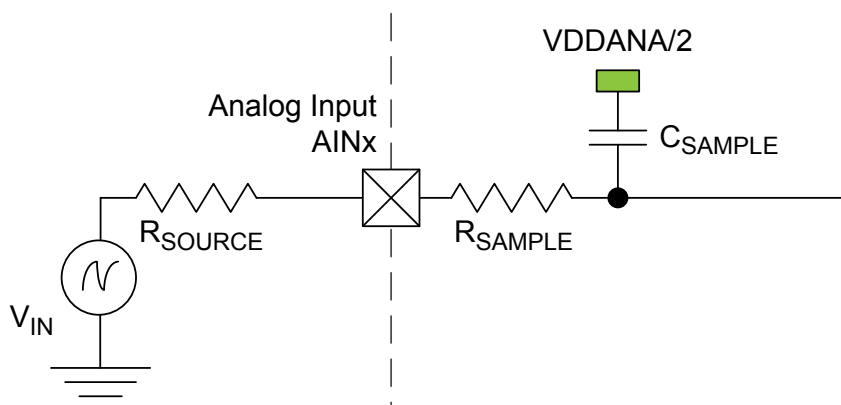 VDDANA/2
Analog Input
AINx
CSAMPLE
RSOURCE
RSAMPLE
VIN